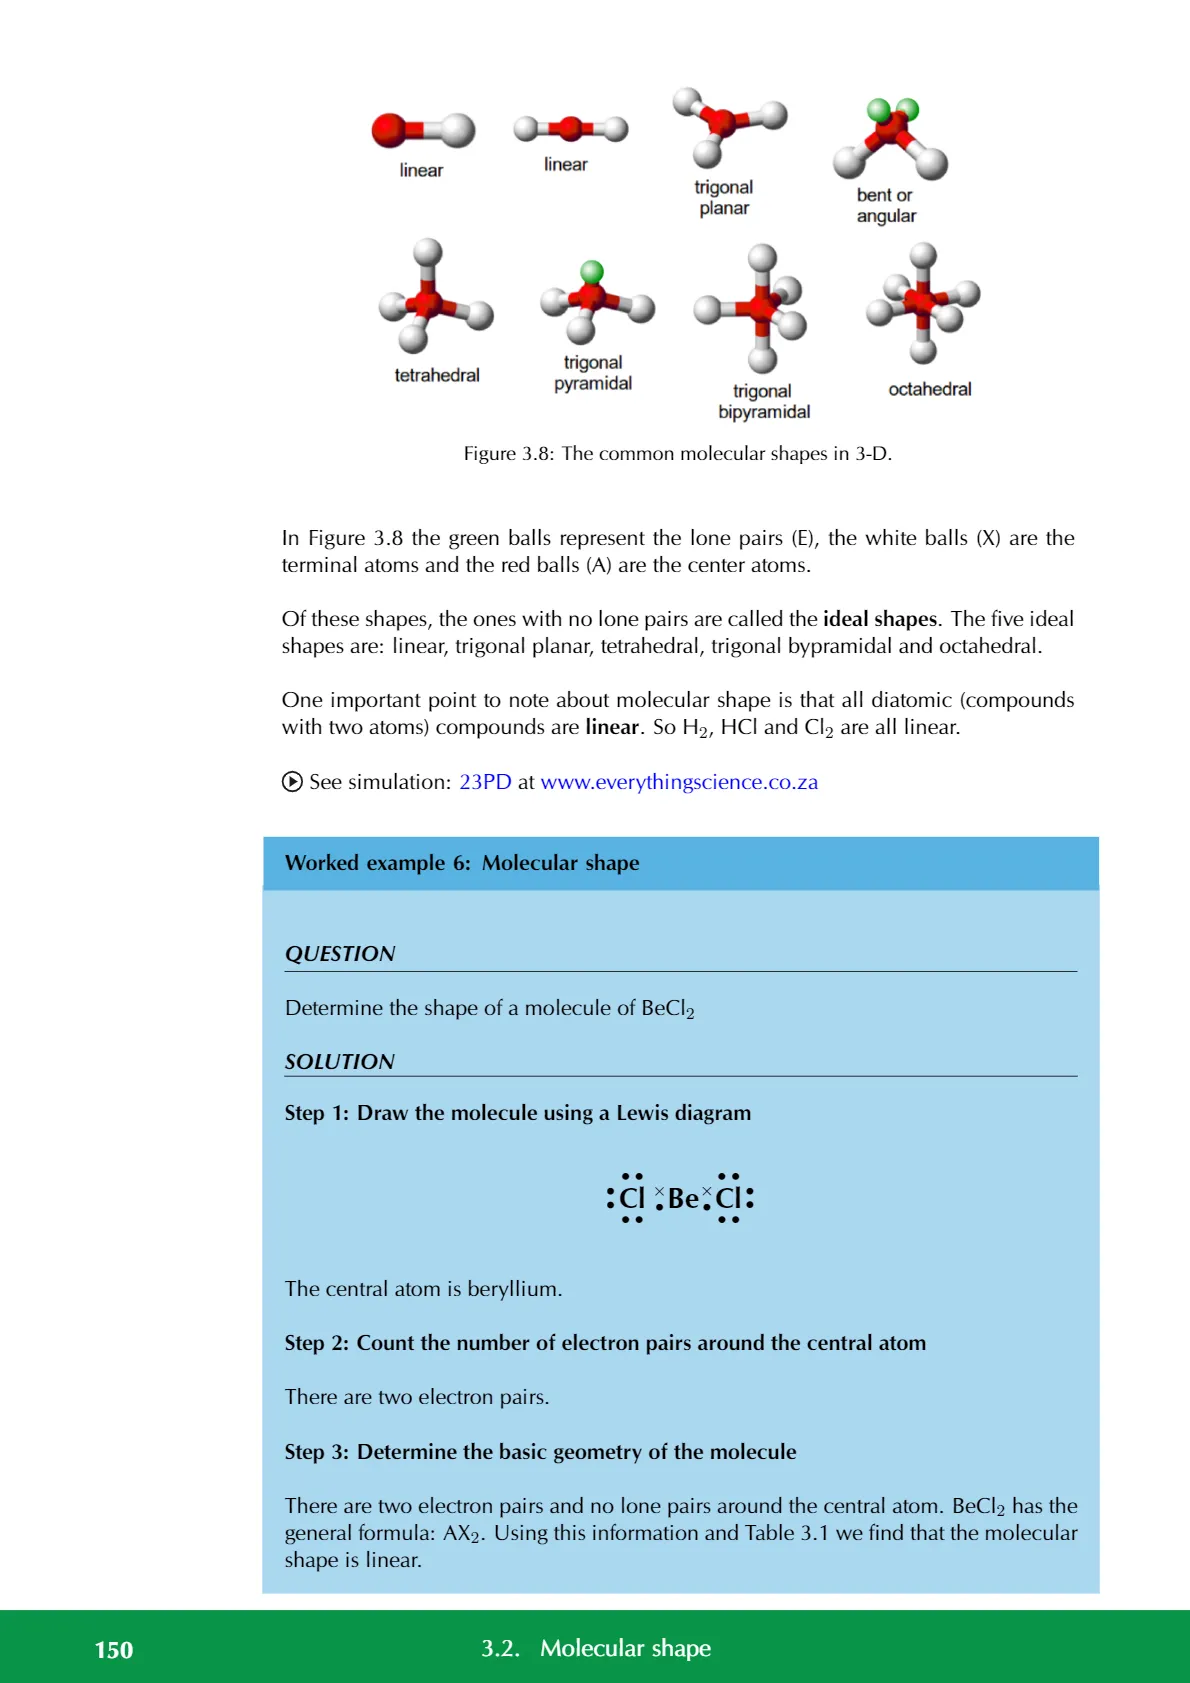 linear
linear
trigonal
planar
bent or
angular
tetrahedral
trigonal
pyramidal
trigonal
bipyramidal
octahedral
Figure 3.8: The common molecular shapes in 3-D.
In Figure 3.8 the green balls represent the lone pairs (E), the white balls (X) are the
terminal atoms and the red balls (A) are the center atoms.
Of these shapes, the ones with no lone pairs are called the ideal shapes. The five ideal
shapes are: linear, trigonal planar, tetrahedral, trigonal bypramidal and octahedral.
One important point to note about molecular shape is that all diatomic (compounds
with two atoms) compounds are linear. So H₂, HCl and Cl₂ are all linear.
See simulation: 23PD at www.everythingscience.co.za
Worked example 6: Molecular shape
QUESTION
Determine the shape of a molecule of BeCl₂
SOLUTION
Step 1: Draw the molecule using a Lewis diagram
Cl Be Cl
The central atom is beryllium.
Step 2: Count the number of electron pairs around the central atom
There are two electron pairs.
Step 3: Determine the basic geometry of the molecule
There are two electron pairs and no lone pairs around the central atom. BeCl₂ has the
general formula: AX₂. Using this information and Table 3.1 we find that the molecular
shape is linear.
150 3.2. Molecular shape